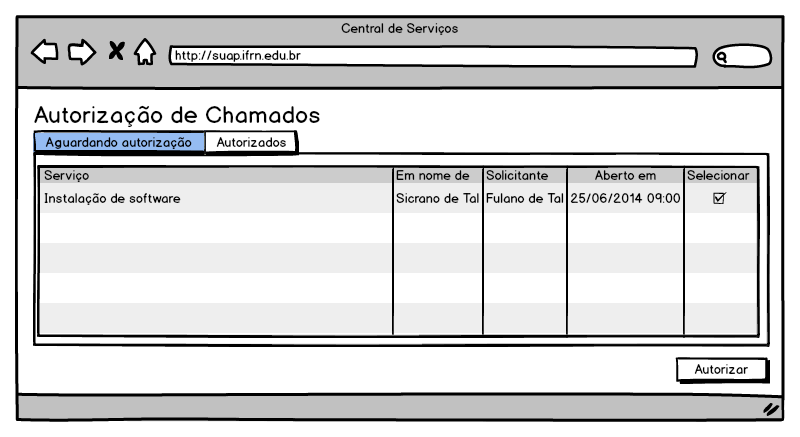 Central de Serviços
http://suap.ifrn.edu.br
Autorização de Chamados
Aguardando autorização Autorizados
Serviço Em nome de Solicitante Aberto em Selecionar
Instalação de software Sicrano de Tal Fulano de Tal 25/06/2014 09:00
Autorizar